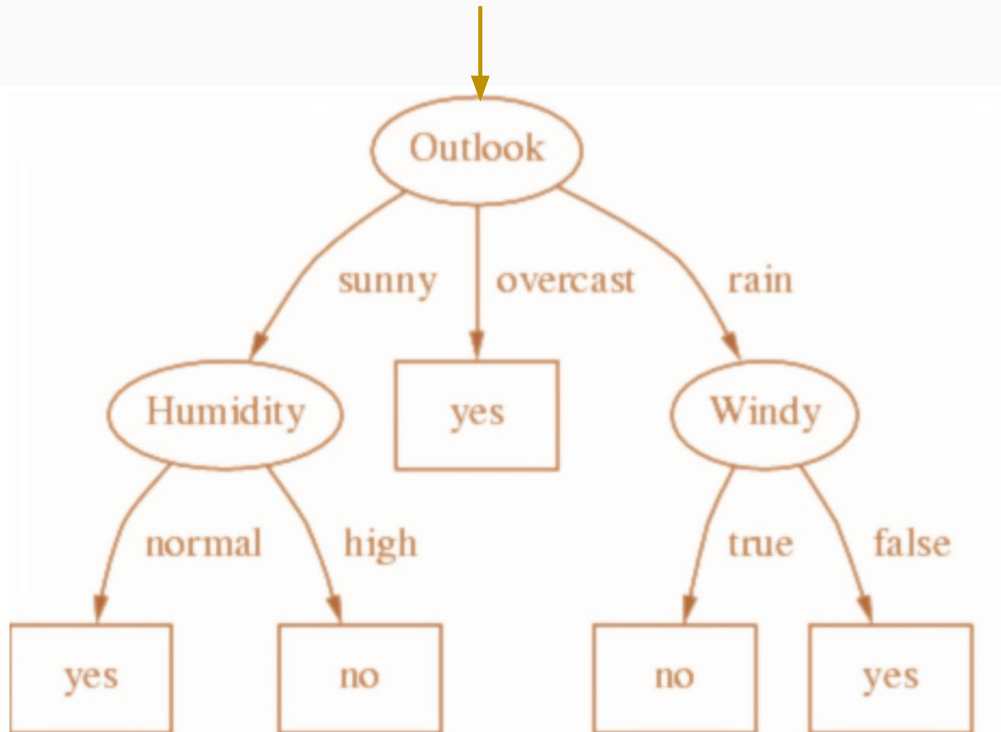 Outlook
sunny overcast rain
Humidity yes Windy
normal high true false
yes no no yes